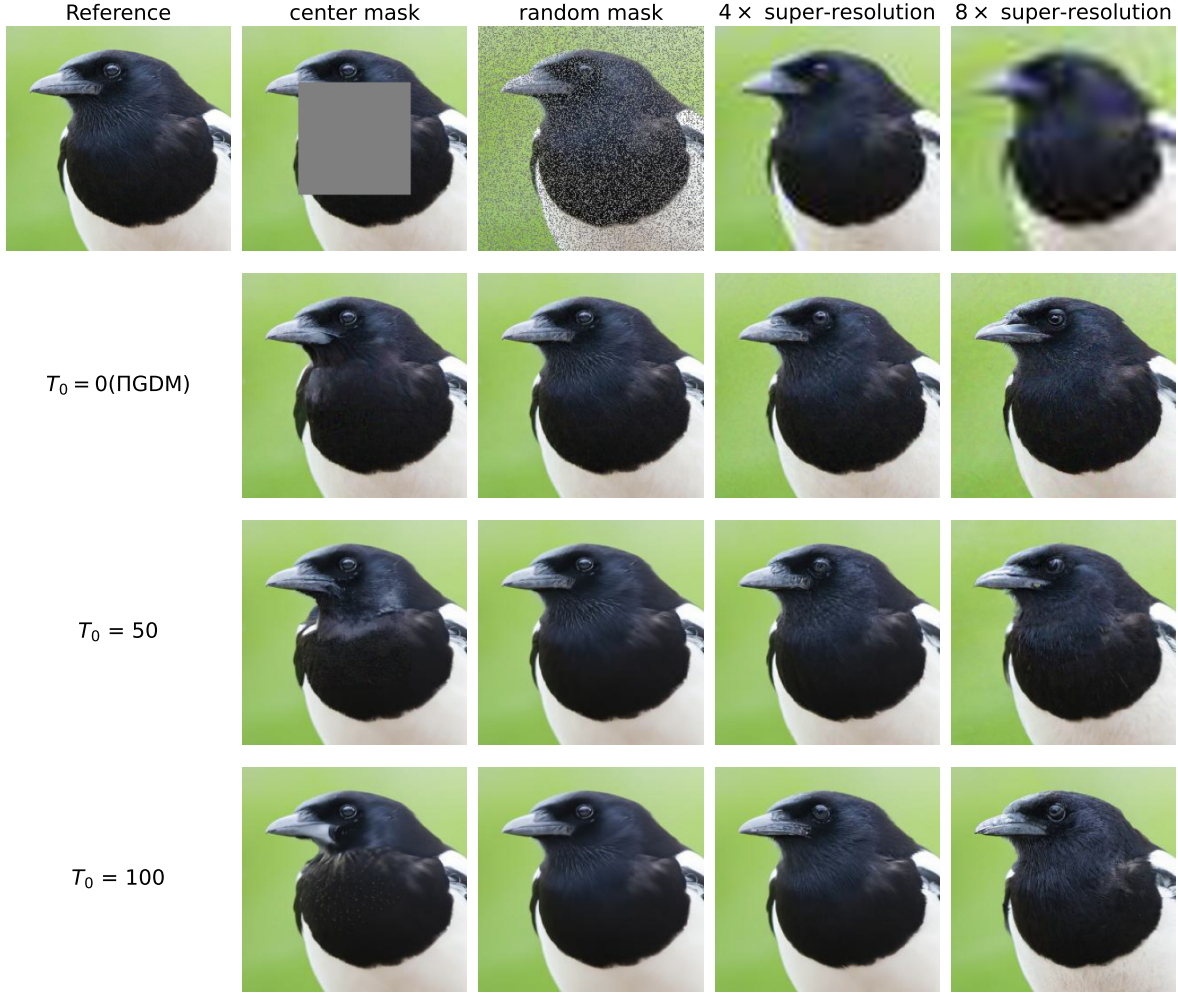 Reference
center mask
random mask
4× super-resolution
8× super-resolution
T₀ = 0(ΠGDM)
T₀ = 50
T₀ = 100